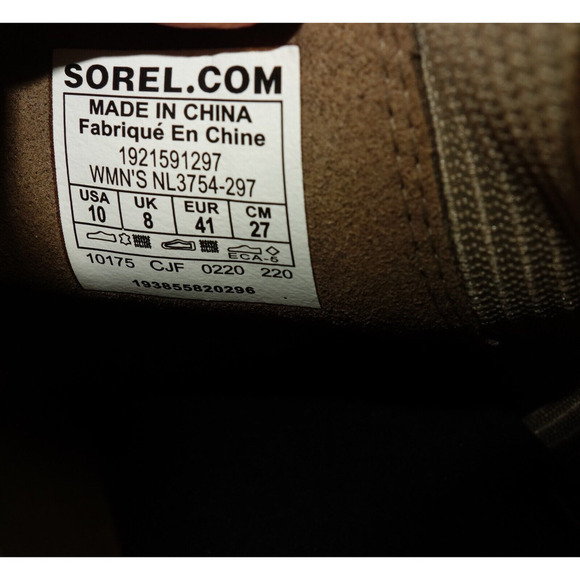 SOREL.COM
MADE IN CHINA
Fabriqué En Chine
1921591297
WMN'S NL3754-297
USA UK EUR CM
10 8 41 27
ECA-5
10175 CJF 0220 220
193855820296